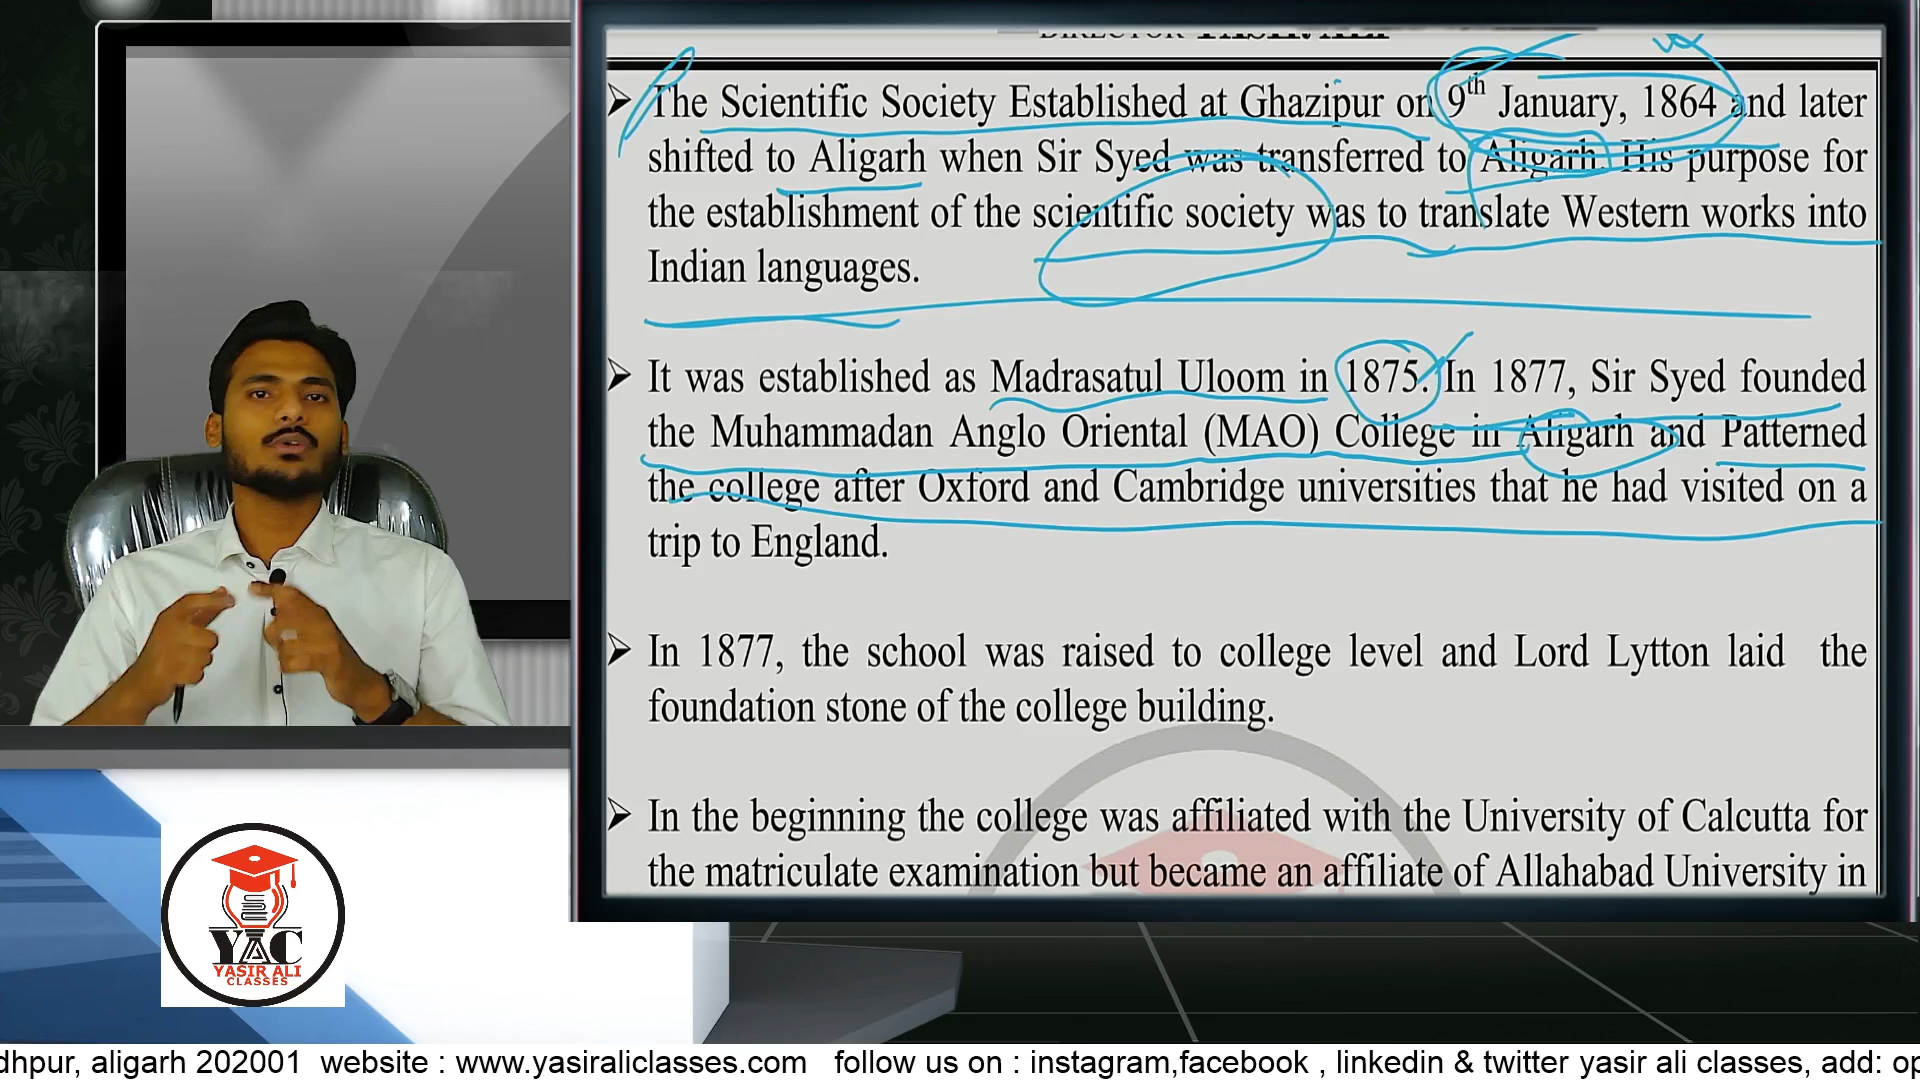 DIRECTOR YASIR ALI
➢ The Scientific Society Established at Ghazipur on 9th January, 1864 and later
shifted to Aligarh when Sir Syed was transferred to Aligarh. His purpose for
the establishment of the scientific society was to translate Western works into
Indian languages.
➢ It was established as Madrasatul Uloom in 1875. In 1877, Sir Syed founded
the Muhammadan Anglo Oriental (MAO) College in Aligarh and Patterned
the college after Oxford and Cambridge universities that he had visited on a
trip to England.
➢ In 1877, the school was raised to college level and Lord Lytton laid the
foundation stone of the college building.
➢ In the beginning the college was affiliated with the University of Calcutta for
the matriculate examination but became an affiliate of Allahabad University in
YAC
YASIR ALI
CLASSES
dhpur, aligarh 202001 website : www.yasiraliclasses.com follow us on : instagram,facebook , linkedin & twitter yasir ali classes, add: op